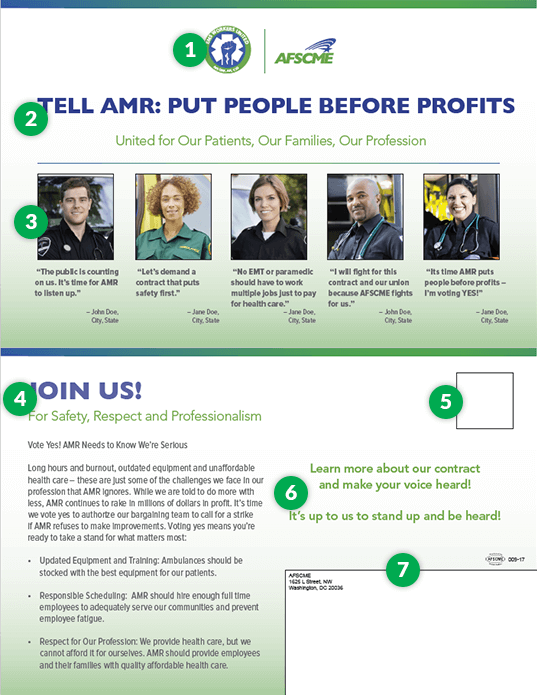 1
AFSCME
2
TELL AMR: PUT PEOPLE BEFORE PROFITS
United for Our Patients, Our Families, Our Profession
3
“The public is counting
on us. It’s time for AMR
to listen up.”
– John Doe,
City, State
“Let’s demand a
contract that puts
safety first.”
– Jane Doe,
City, State
“No EMT or paramedic
should have to work
multiple jobs just to pay
for health care.”
– Jane Doe,
City, State
“I will fight for this
contract and our union
because AFSCME fights
for us.”
– John Doe,
City, State
“Its time AMR puts
people before profits –
I’m voting YES!”
– Jane Doe,
City, State
4
JOIN US!
For Safety, Respect and Professionalism
Vote Yes! AMR Needs to Know We’re Serious
Long hours and burnout, outdated equipment and unaffordable
health care – these are just some of the challenges we face in our
profession that AMR ignores. While we are told to do more with
less, AMR continues to rake in millions of dollars in profit. It’s time
we vote yes to authorize our bargaining team to call for a strike
if AMR refuses to make improvements. Voting yes means you’re
ready to take a stand for what matters most:
• Updated Equipment and Training: Ambulances should be
stocked with the best equipment for our patients.
• Responsible Scheduling: AMR should hire enough full time
employees to adequately serve our communities and prevent
employee fatigue.
• Respect for Our Profession: We provide health care, but we
cannot afford it for ourselves. AMR should provide employees
and their families with quality affordable health care.
5
6
Learn more about our contract
and make your voice heard!
It’s up to us to stand up and be heard!
009-17
7
AFSCME
1625 L Street, NW
Washington, DC 20036